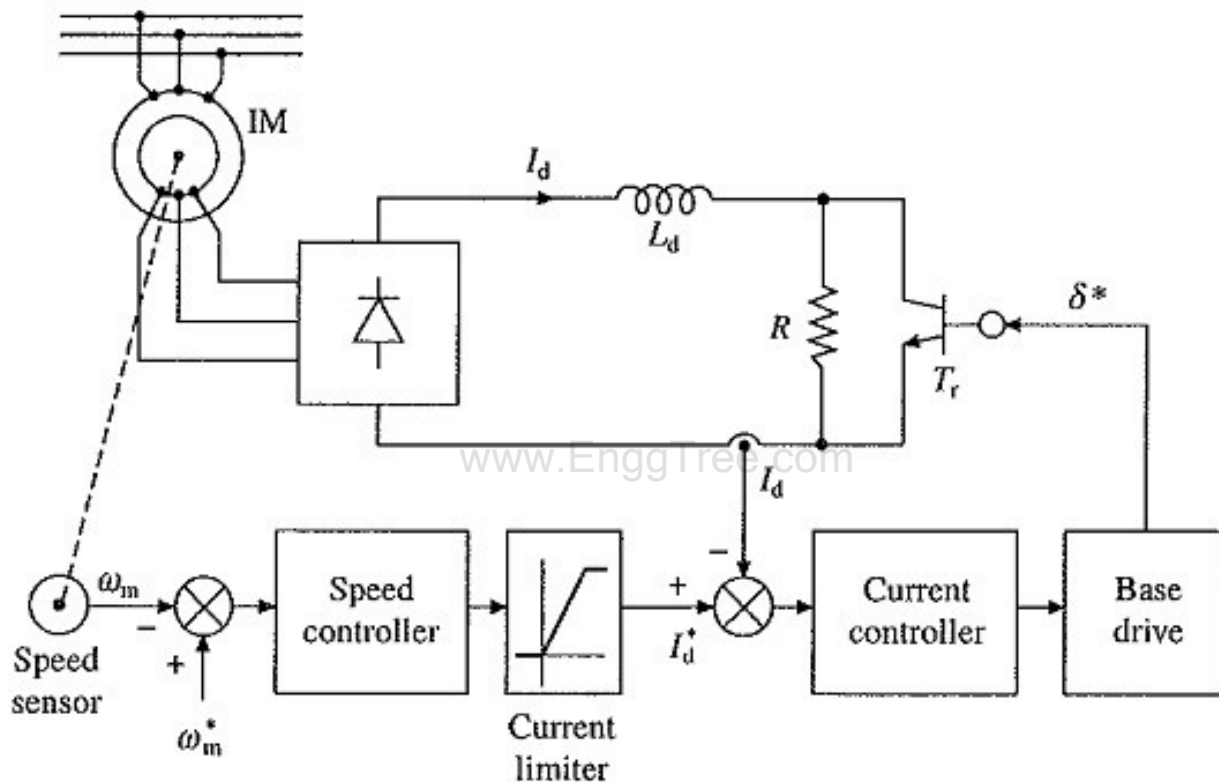 IM
I_d
L_d
R
δ*
T_r
www.EnggTree.com
I_d
ω_m
−
+
ω_m^*
Speed
sensor
Speed
controller
Current
limiter
+
−
I_d^*
Current
controller
Base
drive